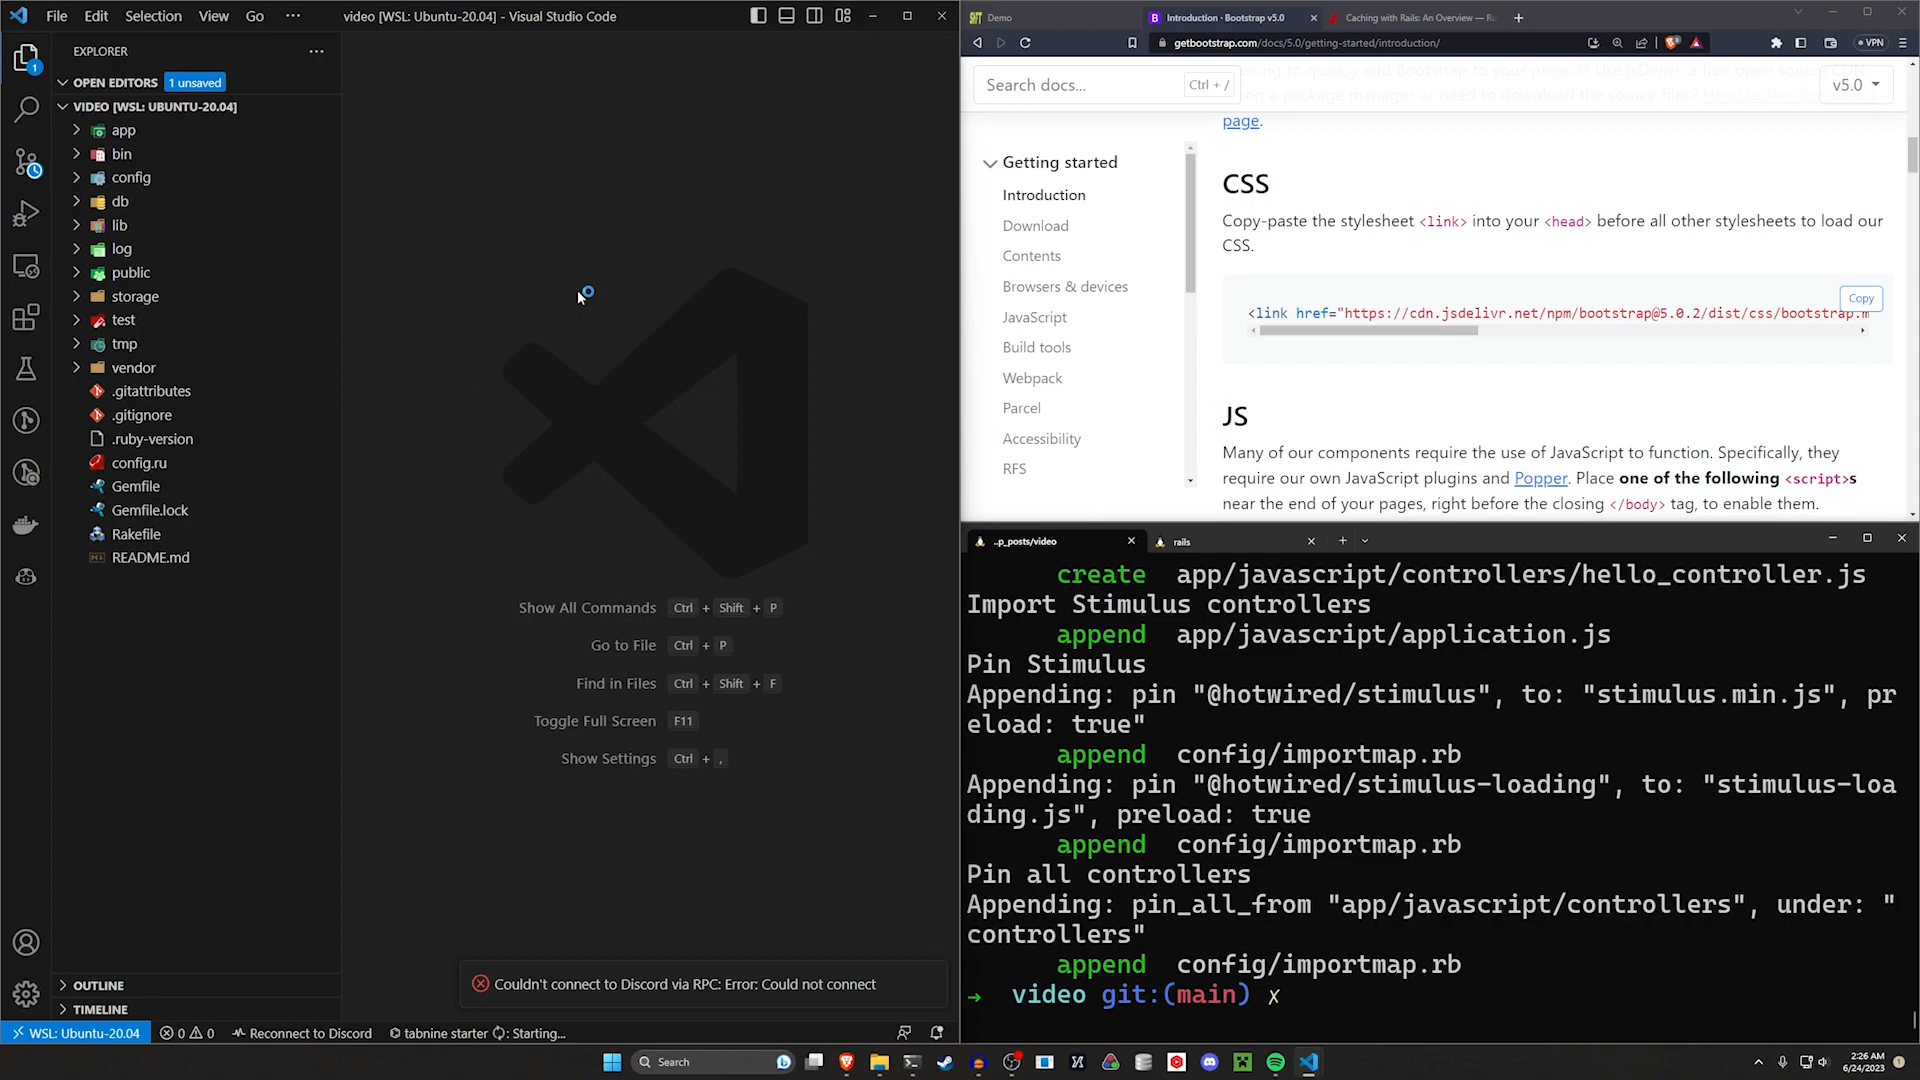 File Edit Selection View Go ···
video [WSL: Ubuntu-20.04] - Visual Studio Code
EXPLORER
OPEN EDITORS 1 unsaved
VIDEO [WSL: UBUNTU-20.04]
app
bin
config
db
lib
log
public
storage
test
tmp
vendor
.gitattributes
.gitignore
.ruby-version
config.ru
Gemfile
Gemfile.lock
Rakefile
README.md
OUTLINE
TIMELINE
1
Show All Commands Ctrl + Shift + P
Go to File Ctrl + P
Find in Files Ctrl + Shift + F
Toggle Full Screen F11
Show Settings Ctrl + ,
Couldn't connect to Discord via RPC: Error: Could not connect
WSL: Ubuntu-20.04 0 0 Reconnect to Discord tabnine starter : Starting...
Demo
Introduction · Bootstrap v5.0
Caching with Rails: An Overview — Ru
getbootstrap.com/docs/5.0/getting-started/introduction/
VPN
Search docs... Ctrl + /
v5.0
page.
Getting started
Introduction
Download
Contents
Browsers & devices
JavaScript
Build tools
Webpack
Parcel
Accessibility
RFS
CSS
Copy-paste the stylesheet <link> into your <head> before all other stylesheets to load our
CSS.
Copy
<link href="https://cdn.jsdelivr.net/npm/bootstrap@5.0.2/dist/css/bootstrap.m
JS
Many of our components require the use of JavaScript to function. Specifically, they
require our own JavaScript plugins and Popper. Place one of the following <script>s
near the end of your pages, right before the closing </body> tag, to enable them.
..p_posts/video
rails
create app/javascript/controllers/hello_controller.js
Import Stimulus controllers
append app/javascript/application.js
Pin Stimulus
Appending: pin "@hotwired/stimulus", to: "stimulus.min.js", pr
eload: true"
append config/importmap.rb
Appending: pin "@hotwired/stimulus-loading", to: "stimulus-loa
ding.js", preload: true
append config/importmap.rb
Pin all controllers
Appending: pin_all_from "app/javascript/controllers", under: "
controllers"
append config/importmap.rb
→ video git:(main) ✗
Search
2:26 AM
6/24/2023